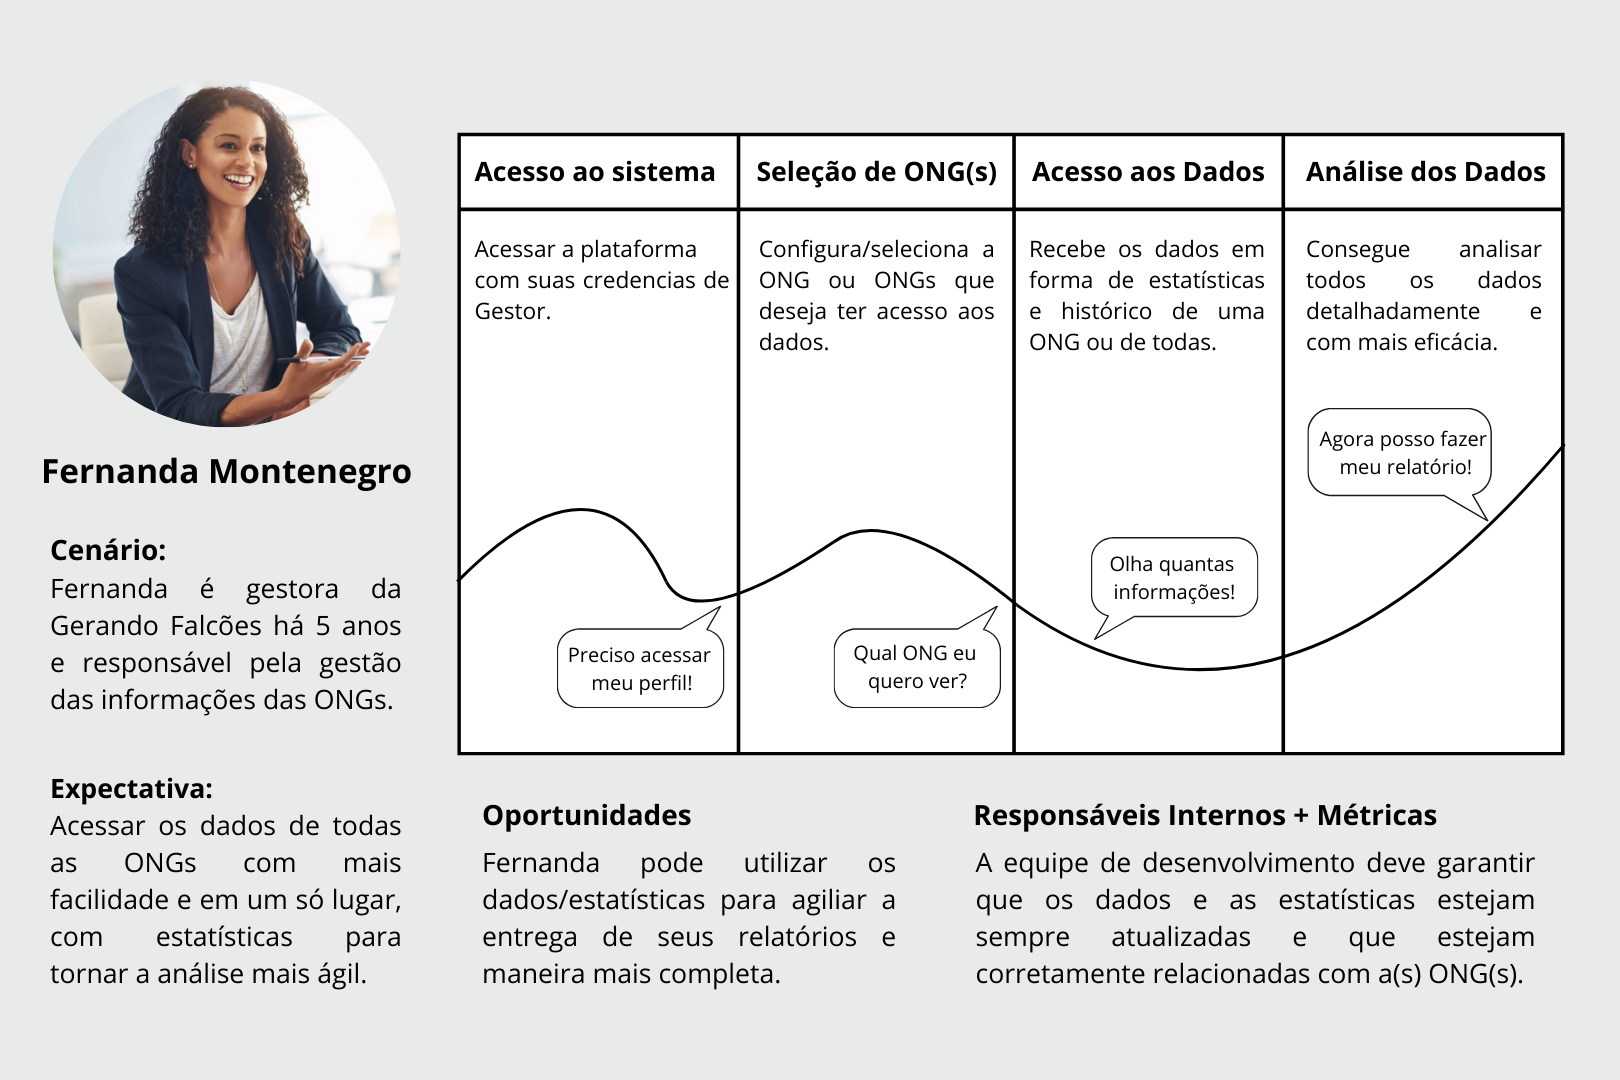 Fernanda Montenegro
Cenário:
Fernanda é gestora da
Gerando Falcões há 5 anos
e responsável pela gestão
das informações das ONGs.
Expectativa:
Acessar os dados de todas
as ONGs com mais
facilidade e em um só lugar,
com estatísticas para
tornar a análise mais ágil.
Acesso ao sistema
Acessar a plataforma
com suas credencias de
Gestor.
Preciso acessar
meu perfil!
Seleção de ONG(s)
Configura/seleciona a
ONG ou ONGs que
deseja ter acesso aos
dados.
Qual ONG eu
quero ver?
Acesso aos Dados
Recebe os dados em
forma de estatísticas
e histórico de uma
ONG ou de todas.
Olha quantas
informações!
Análise dos Dados
Consegue analisar
todos os dados
detalhadamente e
com mais eficácia.
Agora posso fazer
meu relatório!
Oportunidades
Fernanda pode utilizar os
dados/estatísticas para agiliar a
entrega de seus relatórios e
maneira mais completa.
Responsáveis Internos + Métricas
A equipe de desenvolvimento deve garantir
que os dados e as estatísticas estejam
sempre atualizadas e que estejam
corretamente relacionadas com a(s) ONG(s).